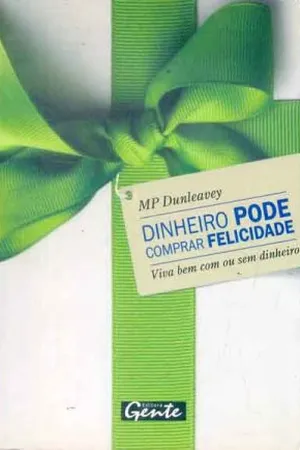 MP Dunleavey
DINHEIRO PODE
COMPRAR FELICIDADE
Viva bem com ou sem dinheiro
Editora
Gente